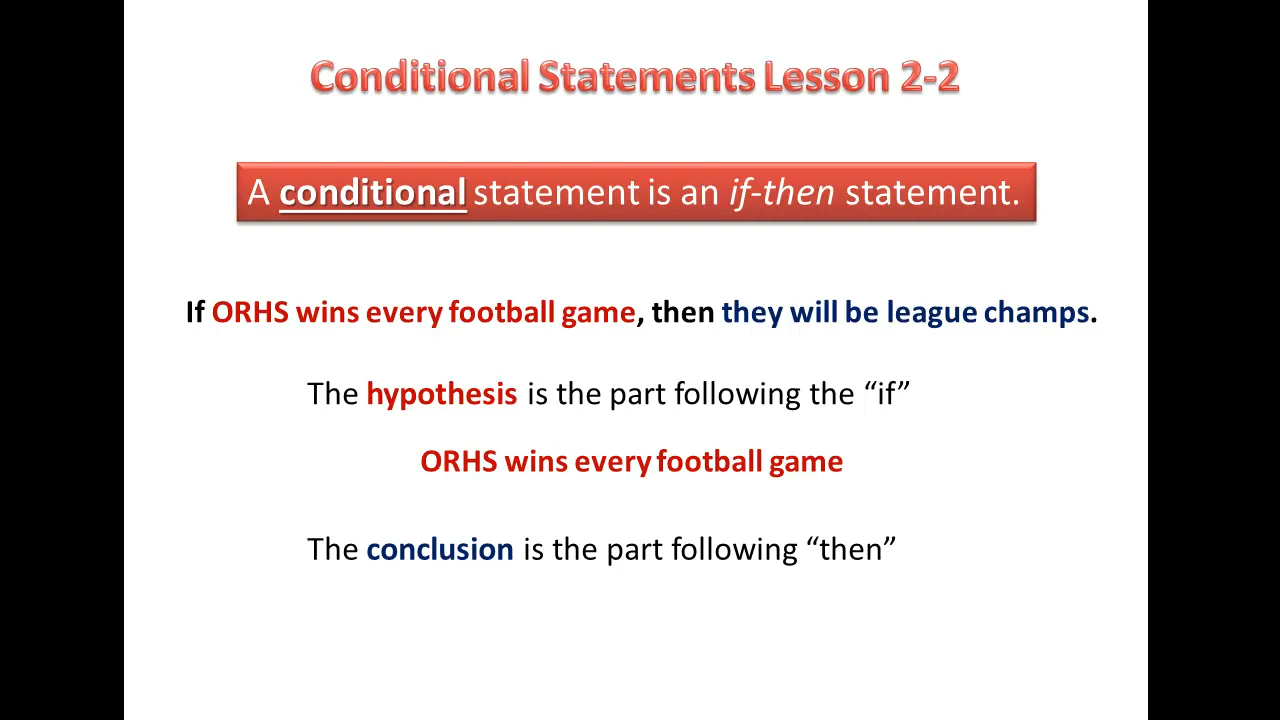 Conditional Statements Lesson 2-2
A conditional statement is an if-then statement.
If ORHS wins every football game, then they will be league champs.
The hypothesis is the part following the “if”
ORHS wins every football game
The conclusion is the part following “then”